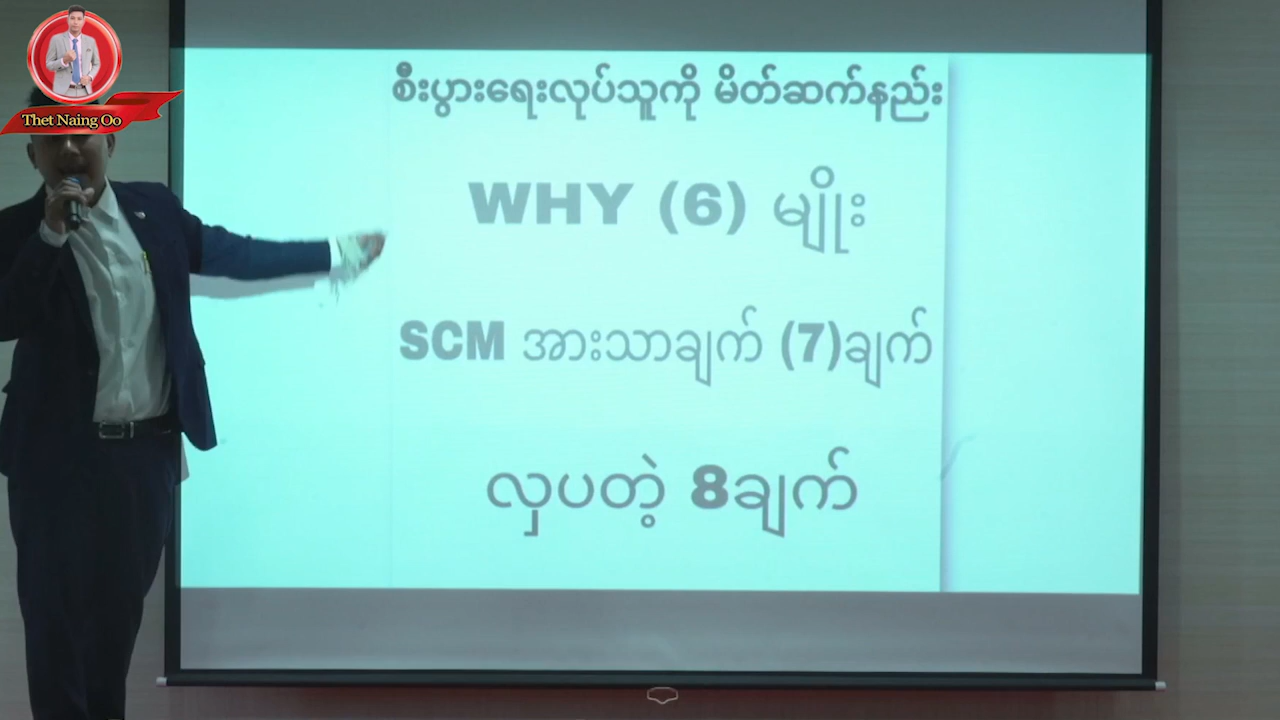 Thet Naing Oo
စီးပွားရေးလုပ်သူကို မိတ်ဆက်နည်း
WHY (6) မျိုး
SCM အားသာချက် (7)ချက်
လှပတဲ့ 8ချက်